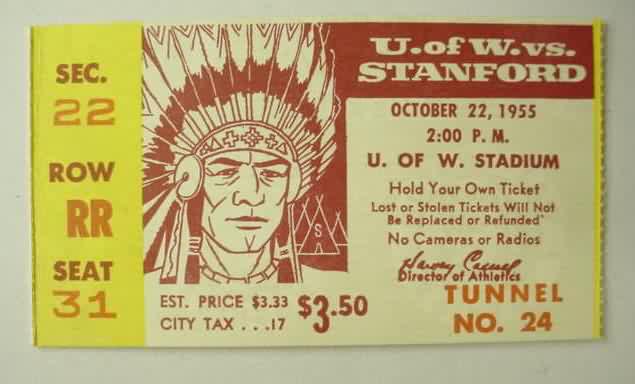 SEC.
22
ROW
RR
SEAT
31
U. of W. vs.
STANFORD
OCTOBER 22, 1955
2:00 P. M.
U. OF W. STADIUM
Hold Your Own Ticket
Lost or Stolen Tickets Will Not
Be Replaced or Refunded
No Cameras or Radios
Harvey Cassill
Director of Athletics
TUNNEL
NO. 24
S
EST. PRICE $3.33
CITY TAX . . .17
$3.50